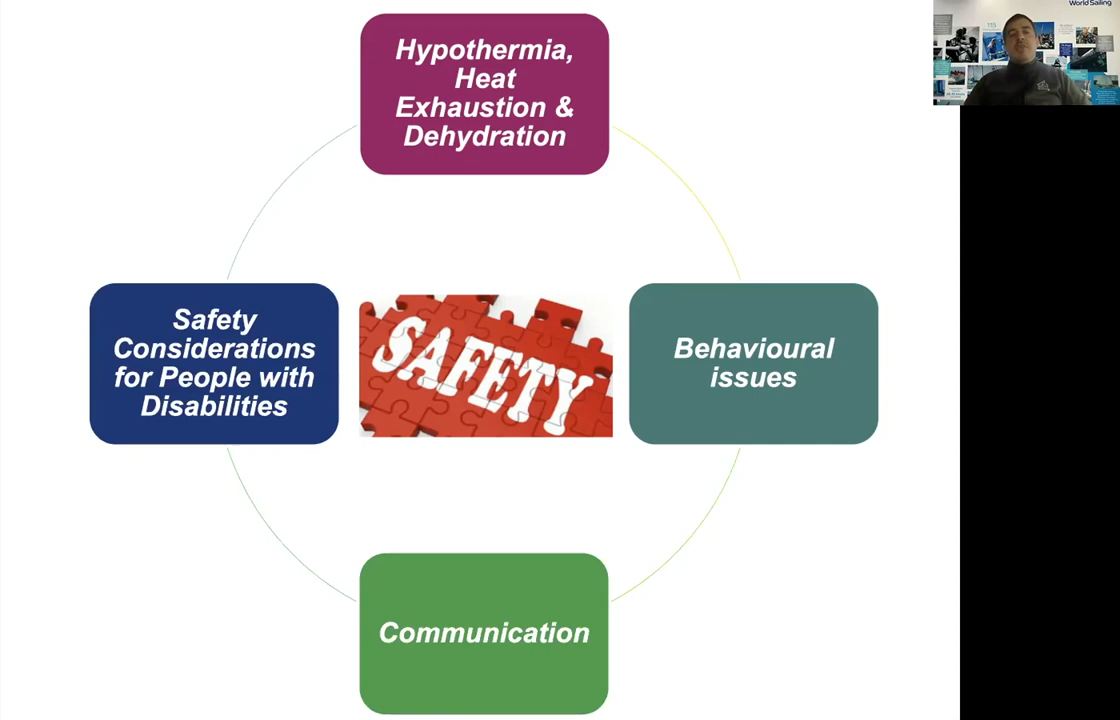 World Sailing
Hypothermia,
Heat
Exhaustion &
Dehydration
Safety
Considerations
for People with
Disabilities
SAFETY
Behavioural
issues
Communication